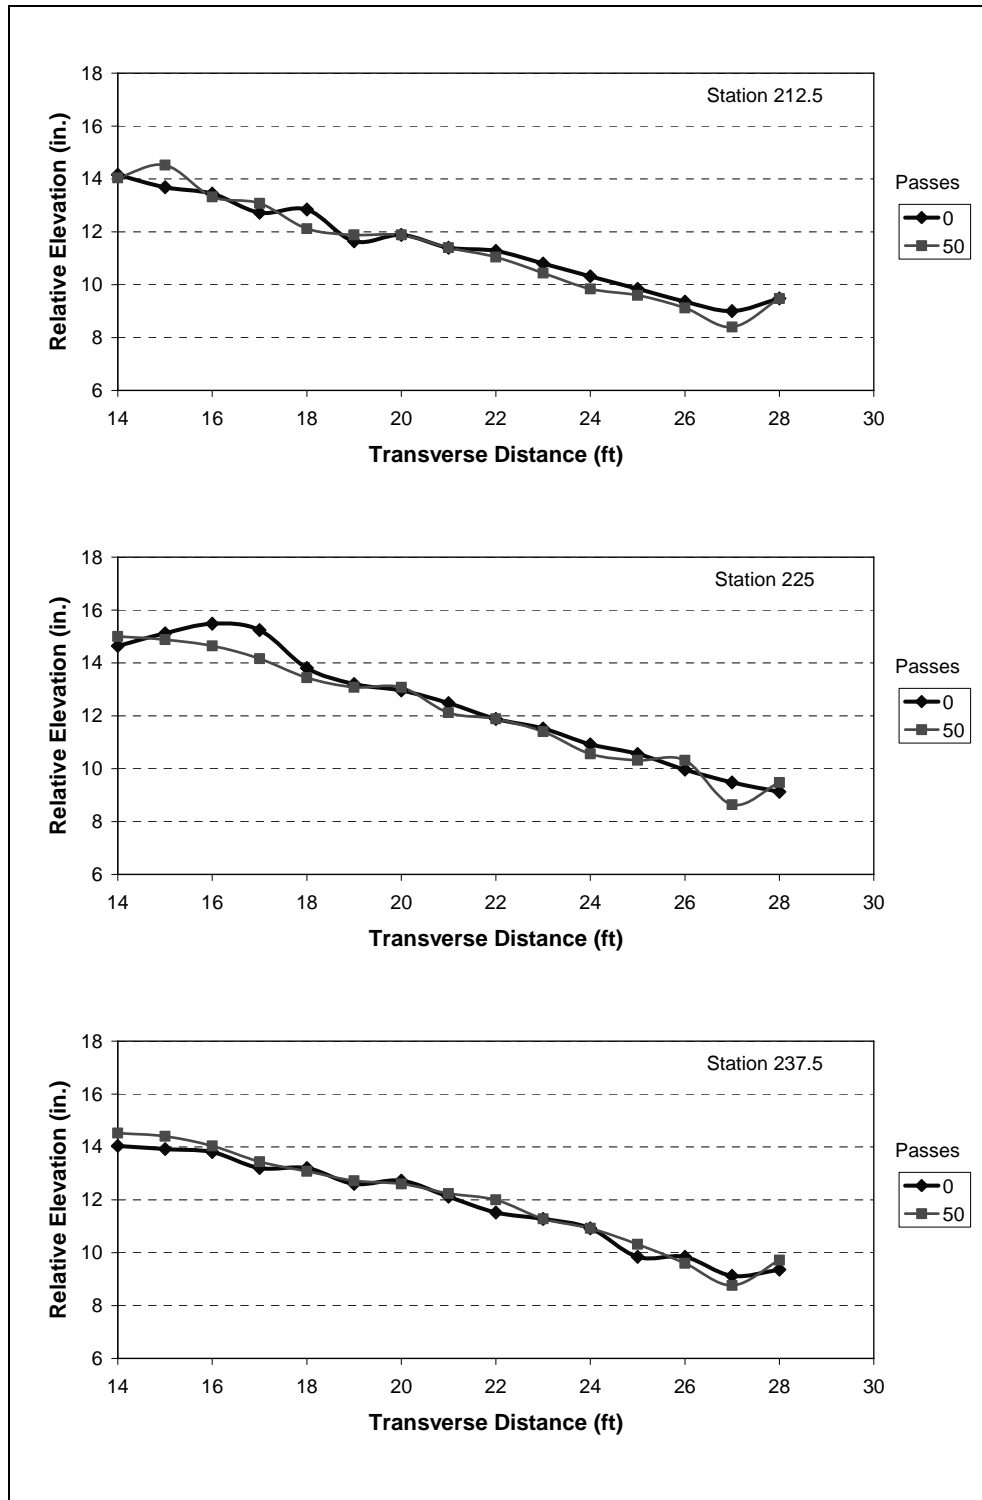 Station 212.5
Relative Elevation (in.)
18
16
14
12
10
8
6
14 16 18 20 22 24 26 28 30
Transverse Distance (ft)
Passes
0
50
Station 225
Relative Elevation (in.)
18
16
14
12
10
8
6
14 16 18 20 22 24 26 28 30
Transverse Distance (ft)
Passes
0
50
Station 237.5
Relative Elevation (in.)
18
16
14
12
10
8
6
14 16 18 20 22 24 26 28 30
Transverse Distance (ft)
Passes
0
50